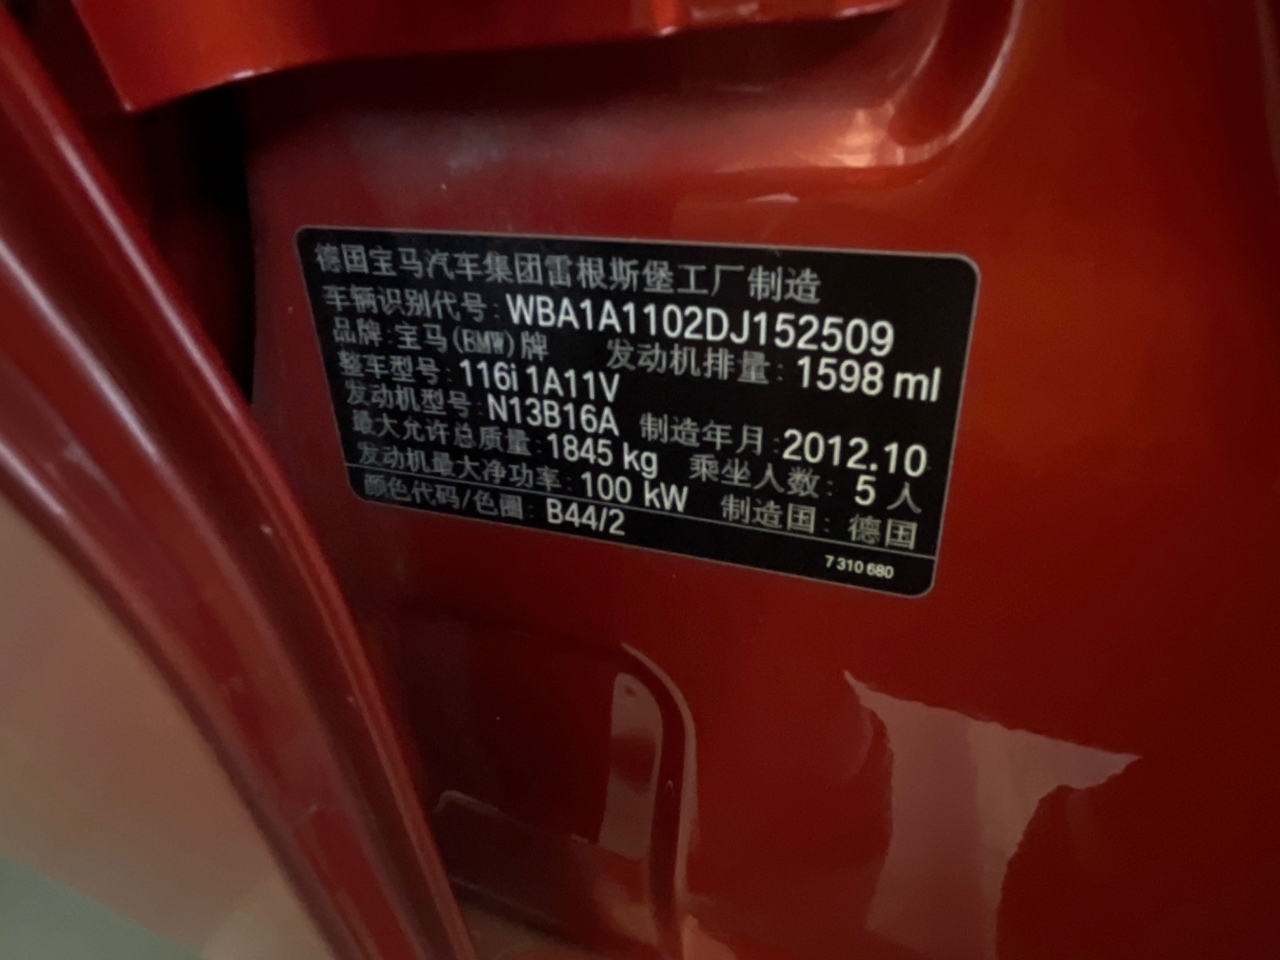 德国宝马汽车集团雷根斯堡工厂制造
车辆识别代号: WBA1A1102DJ152509
品牌: 宝马(BMW)牌 发动机排量: 1598 ml
整车型号: 116i 1A11V
发动机型号: N13B16A 制造年月: 2012.10
最大允许总质量: 1845 kg 乘坐人数: 5 人
发动机最大净功率: 100 kW 制造国: 德国
颜色代码/色圈: B44/2
7 310 680